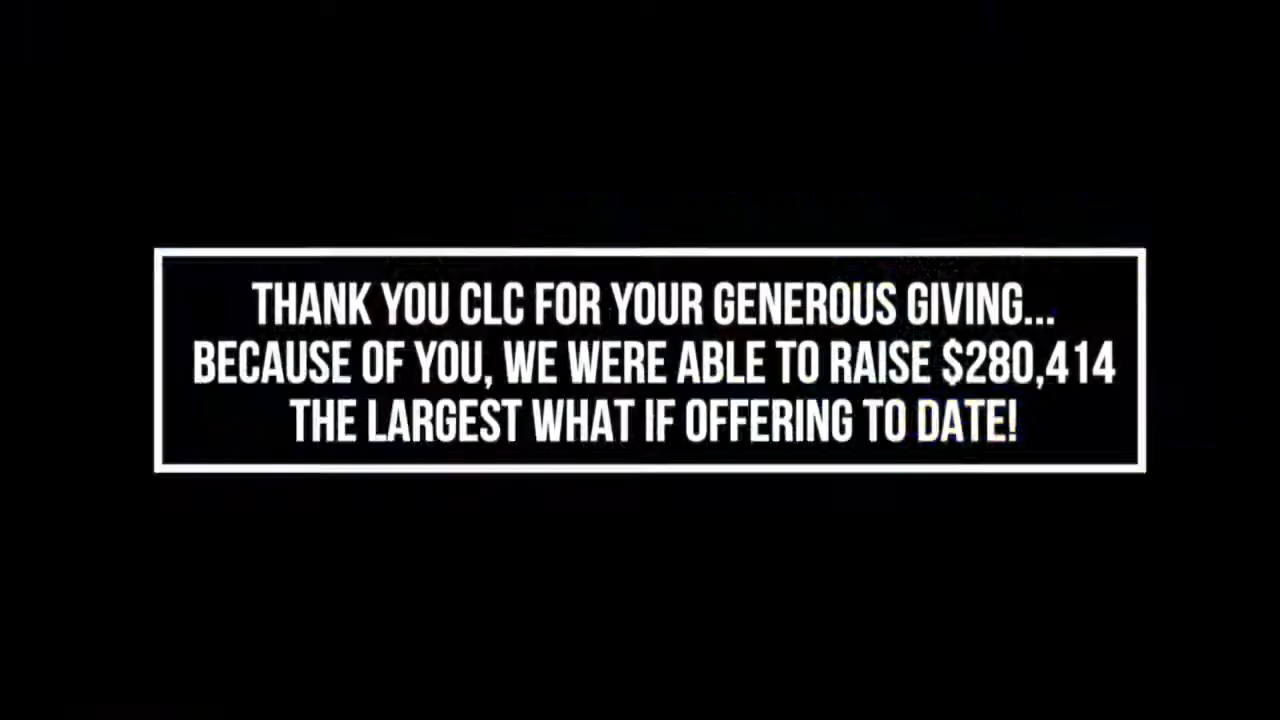 THANK YOU CLC FOR YOUR GENEROUS GIVING...
BECAUSE OF YOU, WE WERE ABLE TO RAISE $280,414
THE LARGEST WHAT IF OFFERING TO DATE!